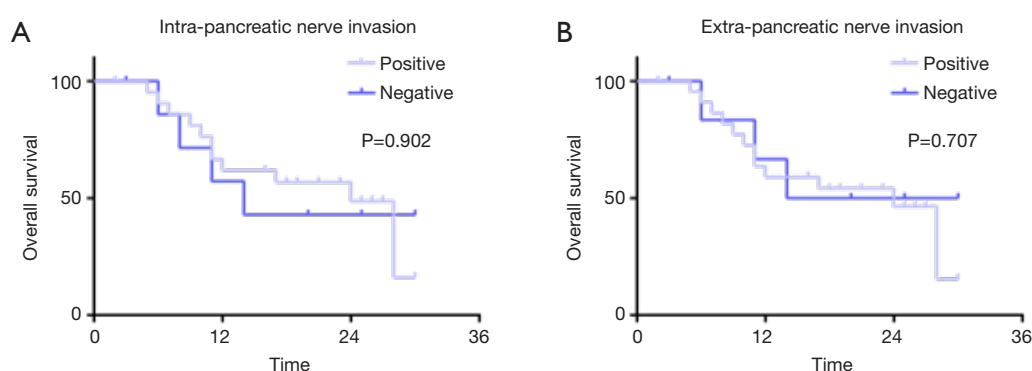 A
Intra-pancreatic nerve invasion
Positive
Negative
P=0.902
Overall survival
100
50
0
0 12 24 36
Time
B
Extra-pancreatic nerve invasion
Positive
Negative
P=0.707
Overall survival
100
50
0
0 12 24 36
Time